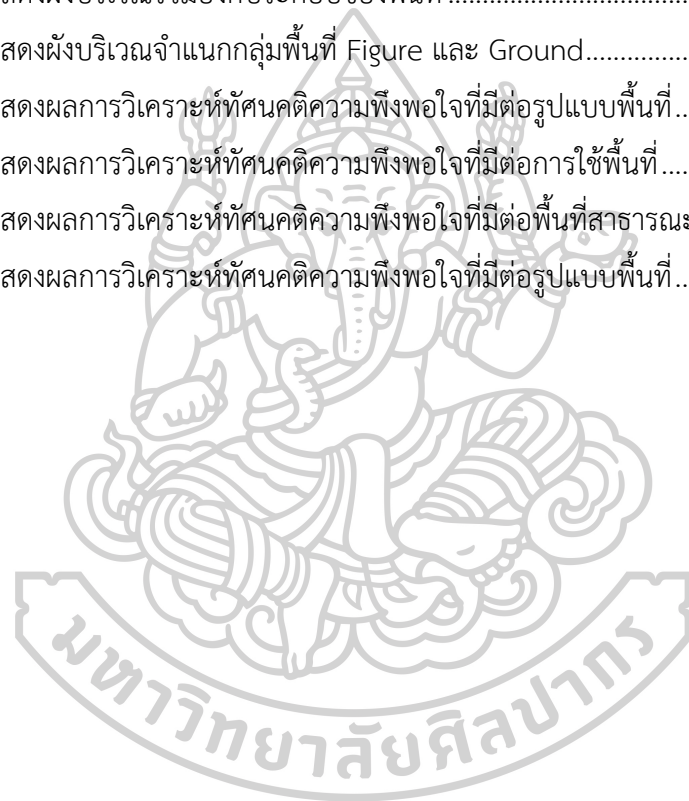 สดงผังบริเวณจำแนกกลุ่มพื้นที่ Figure และ Ground...............
สดงผลการวิเคราะห์ทัศนคติความพึงพอใจที่มีต่อรูปแบบพื้นที่..
สดงผลการวิเคราะห์ทัศนคติความพึงพอใจที่มีต่อการใช้พื้นที่....
สดงผลการวิเคราะห์ทัศนคติความพึงพอใจที่มีต่อพื้นที่สาธารณะ
สดงผลการวิเคราะห์ทัศนคติความพึงพอใจที่มีต่อรูปแบบพื้นที่..
มหาวิทยาลัยศิลปากร